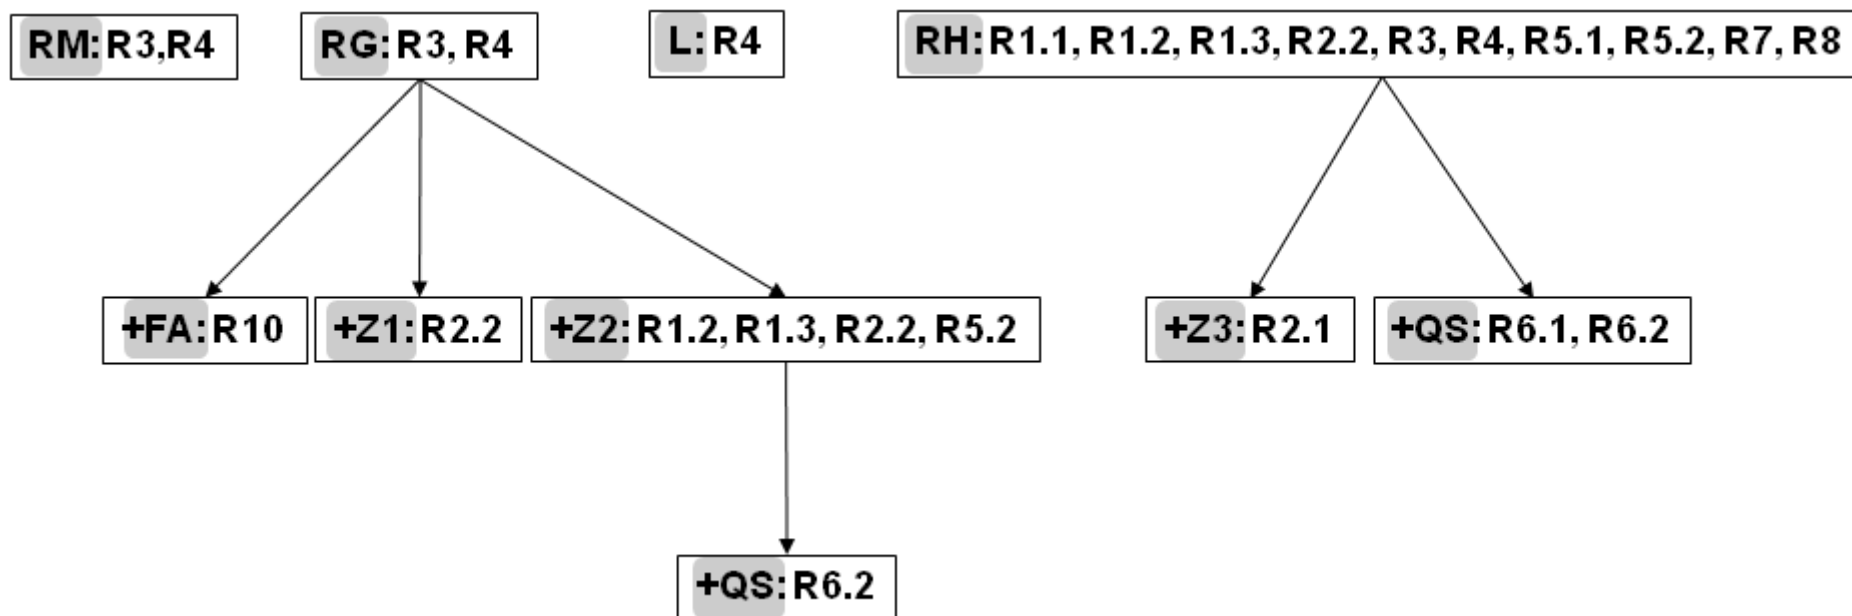 RM:R3,R4
RG:R3, R4
L:R4
RH:R1.1, R1.2, R1.3, R2.2, R3, R4, R5.1, R5.2, R7, R8
+FA:R10
+Z1:R2.2
+Z2:R1.2, R1.3, R2.2, R5.2
+Z3:R2.1
+QS:R6.1, R6.2
+QS:R6.2